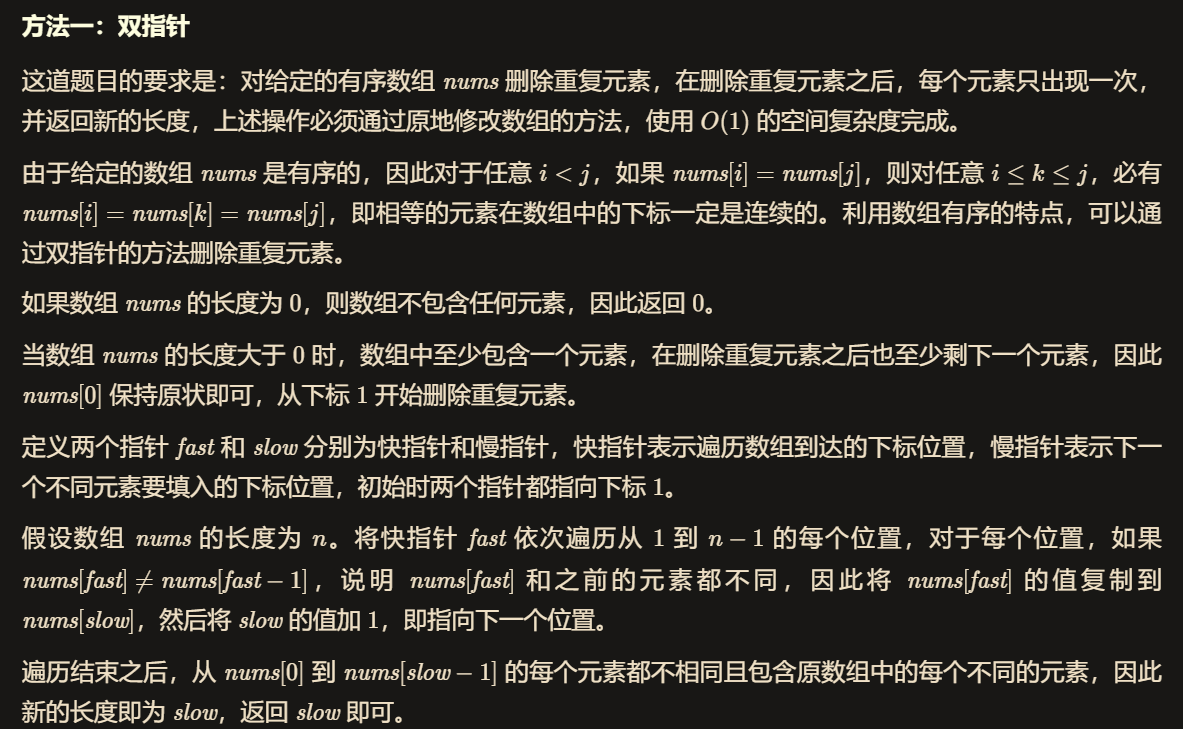 方法一：双指针
这道题目的要求是：对给定的有序数组 nums 删除重复元素，在删除重复元素之后，每个元素只出现一次，
并返回新的长度，上述操作必须通过原地修改数组的方法，使用 O(1) 的空间复杂度完成。
由于给定的数组 nums 是有序的，因此对于任意 i < j，如果 nums[i] = nums[j]，则对任意 i ≤ k ≤ j，必有
nums[i] = nums[k] = nums[j]，即相等的元素在数组中的下标一定是连续的。利用数组有序的特点，可以通
过双指针的方法删除重复元素。
如果数组 nums 的长度为 0，则数组不包含任何元素，因此返回 0。
当数组 nums 的长度大于 0 时，数组中至少包含一个元素，在删除重复元素之后也至少剩下一个元素，因此
nums[0] 保持原状即可，从下标 1 开始删除重复元素。
定义两个指针 fast 和 slow 分别为快指针和慢指针，快指针表示遍历数组到达的下标位置，慢指针表示下一
个不同元素要填入的下标位置，初始时两个指针都指向下标 1。
假设数组 nums 的长度为 n。将快指针 fast 依次遍历从 1 到 n − 1 的每个位置，对于每个位置，如果
nums[fast] ≠ nums[fast − 1]，说明 nums[fast] 和之前的元素都不同，因此将 nums[fast] 的值复制到
nums[slow]，然后将 slow 的值加 1，即指向下一个位置。
遍历结束之后，从 nums[0] 到 nums[slow − 1] 的每个元素都不相同且包含原数组中的每个不同的元素，因此
新的长度即为 slow，返回 slow 即可。